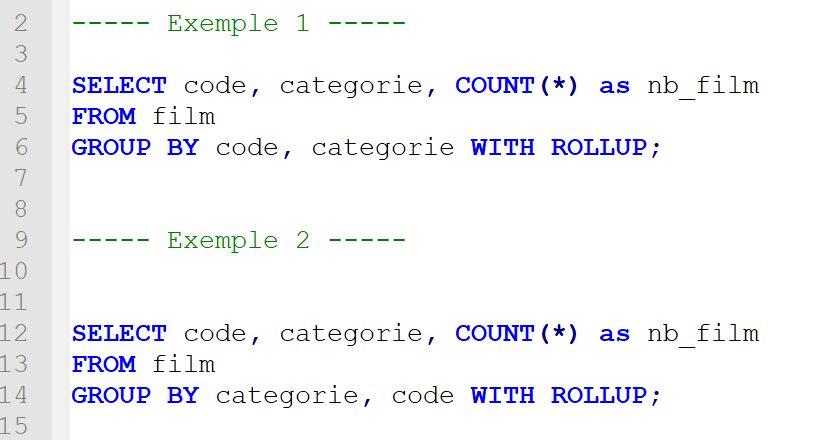 2 ----- Exemple 1 -----
3
4 SELECT code, categorie, COUNT(*) as nb_film
5 FROM film
6 GROUP BY code, categorie WITH ROLLUP;
7
8
9 ----- Exemple 2 -----
10
11
12 SELECT code, categorie, COUNT(*) as nb_film
13 FROM film
14 GROUP BY categorie, code WITH ROLLUP;
15